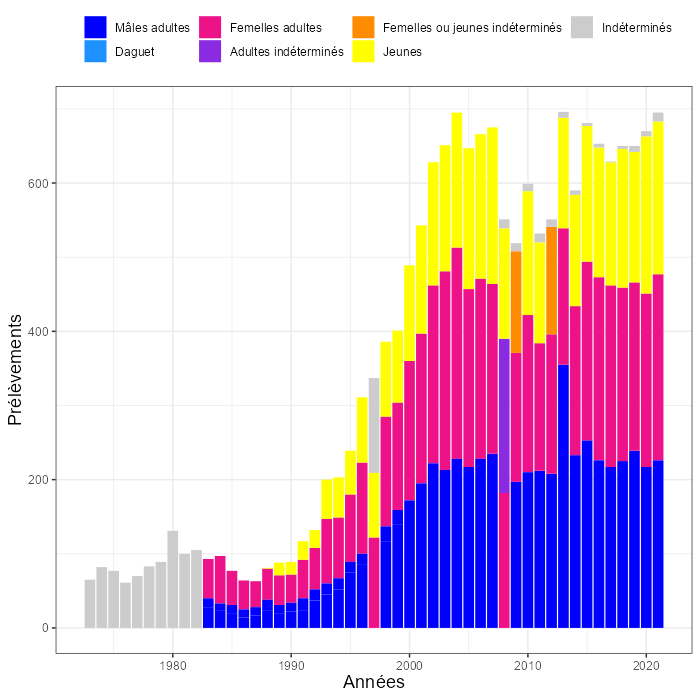 Mâles adultes Femelles adultes Femelles ou jeunes indéterminés Indéterminés
Daguet Adultes indéterminés Jeunes
600
400
200
0
Prélèvements
1980 1990 2000 2010 2020
Années